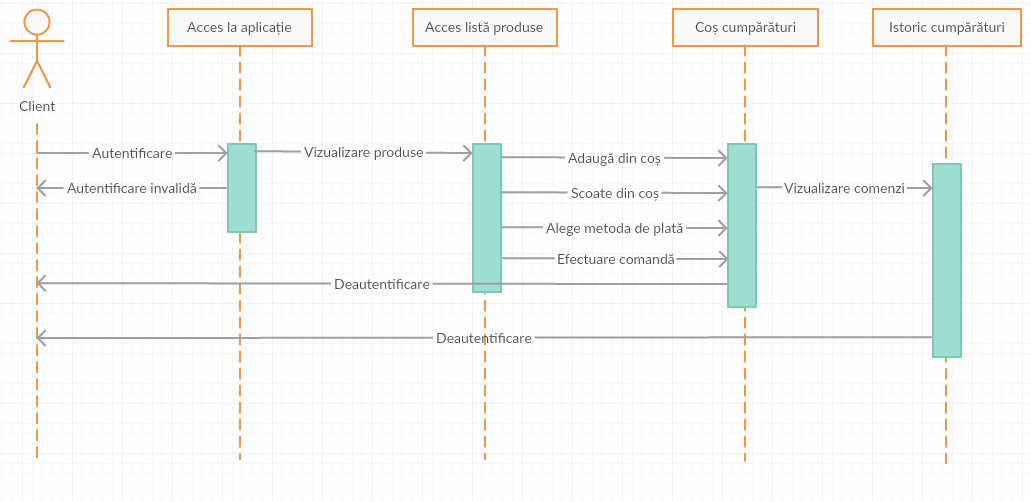 Acces la aplicație
Acces listă produse
Coș cumpărături
Istoric cumpărături
Client
Autentificare
Vizualizare produse
Adaugă din coș
Autentificare invalidă
Scoate din coș
Vizualizare comenzi
Alege metoda de plată
Efectuare comandă
Deautentificare
Deautentificare